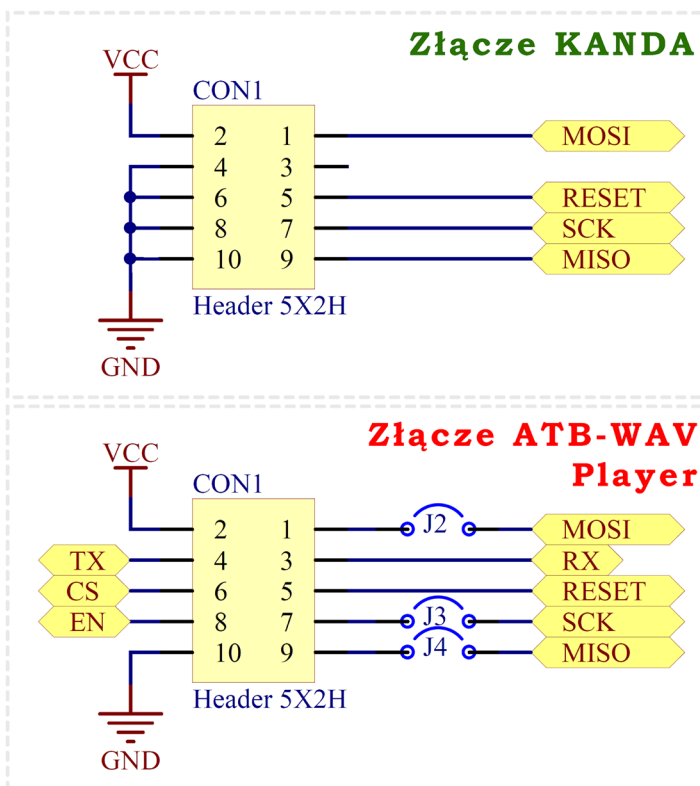 Złącze KANDA
VCC
CON1
2 1 MOSI
4 3
6 5 RESET
8 7 SCK
10 9 MISO
Header 5X2H
GND
Złącze ATB-WAV
Player
VCC
CON1
2 1 J2 MOSI
TX 4 3 RX
CS 6 5 RESET
EN 8 7 J3 SCK
10 9 J4 MISO
Header 5X2H
GND